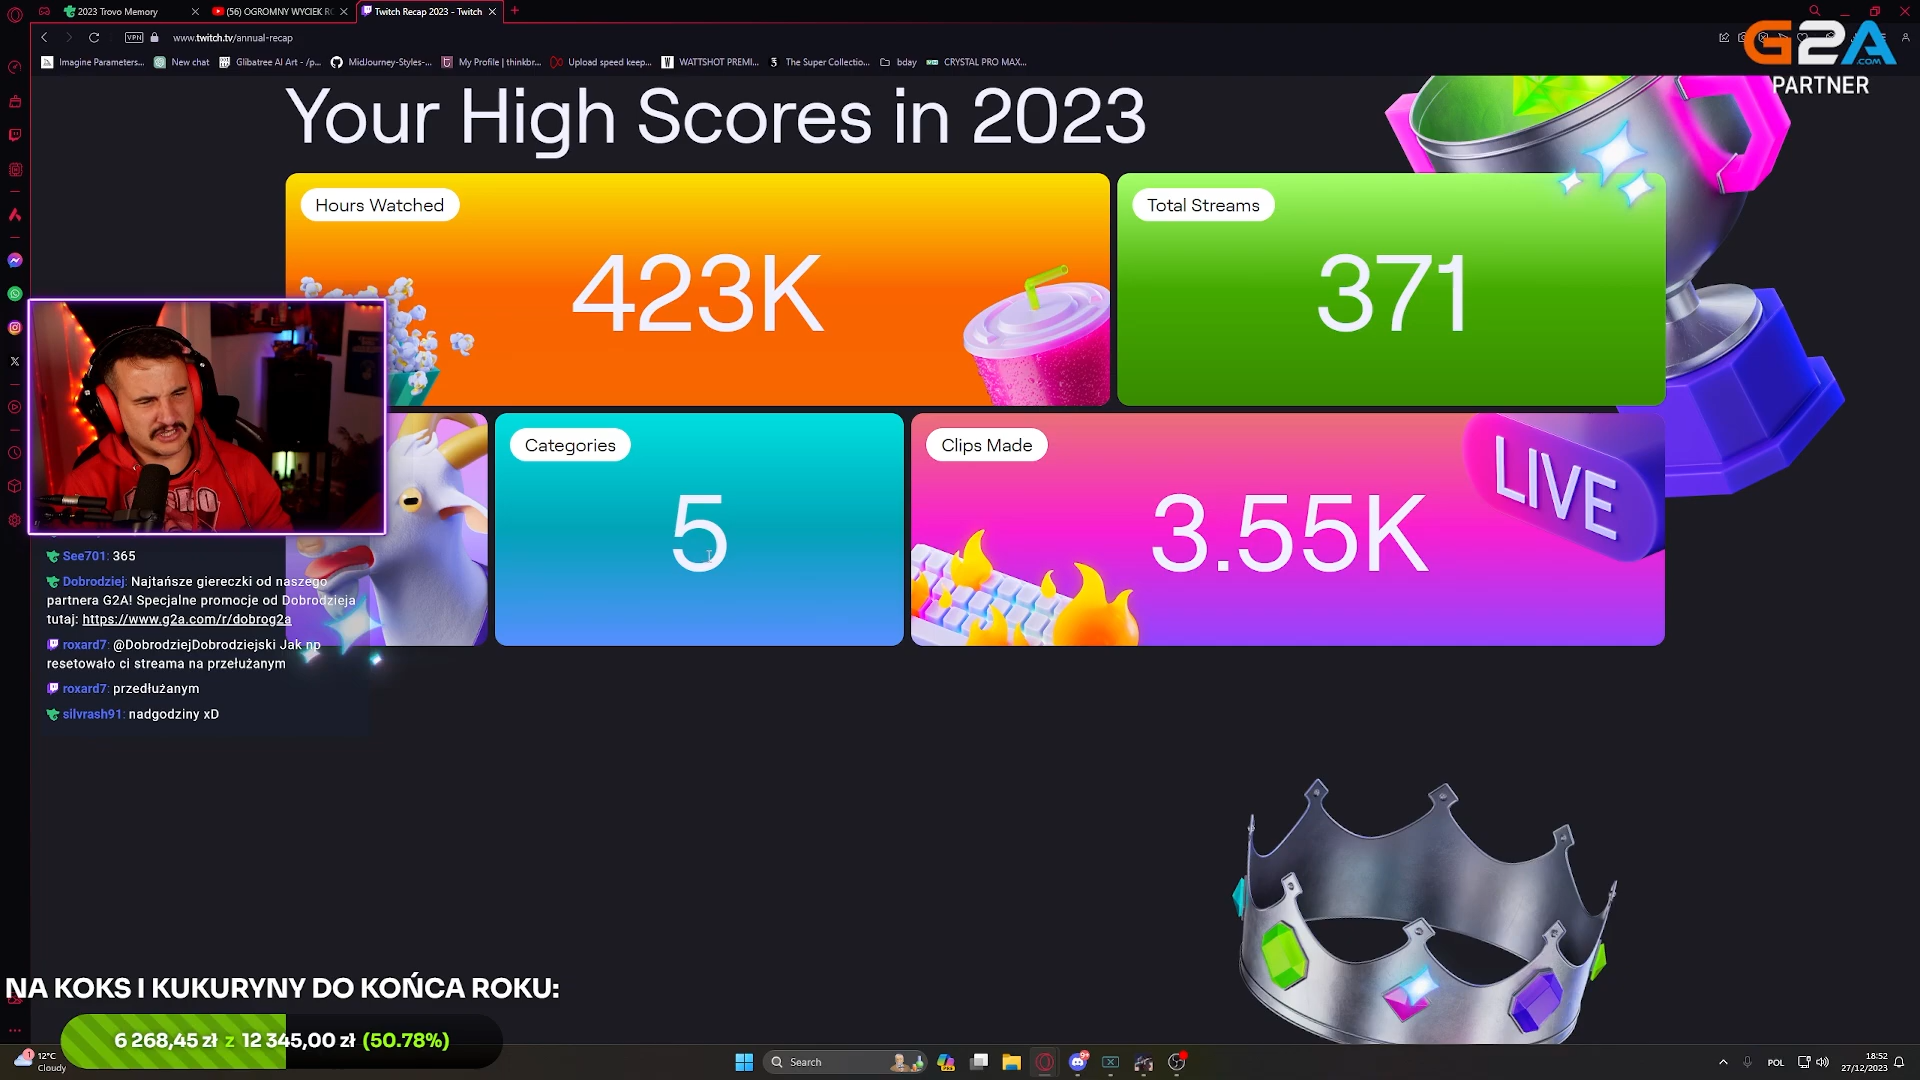 2023 Trovo Memory
(56) OGROMNY WYCIEK RO
Twitch Recap 2023 - Twitch
VPN
www.twitch.tv/annual-recap
Imagine Parameters...
New chat
Glibatree AI Art - /p...
MidJourney-Styles-...
My Profile | thinkbr...
Upload speed keep...
WATTSHOT PREMI...
The Super Collectio...
bday
CRYSTAL PRO MAX...
G2A
.COM
PARTNER
Your High Scores in 2023
Hours Watched
423K
Total Streams
371
Categories
5
Clips Made
3.55K
LIVE
See701: 365
Dobrodziej: Najtańsze giereczki od naszego
partnera G2A! Specjalne promocje od Dobrodzieja
tutaj: https://www.g2a.com/r/dobrog2a
roxard7: @DobrodziejDobrodziejski Jak np
resetowało ci streama na przełużanym
roxard7: przedłużanym
silvrash91: nadgodziny xD
NA KOKS I KUKURYNY DO KOŃCA ROKU:
6 268,45 zł z 12 345,00 zł (50.78%)
12°C
Cloudy
Search
POL
18:52
27/12/2023